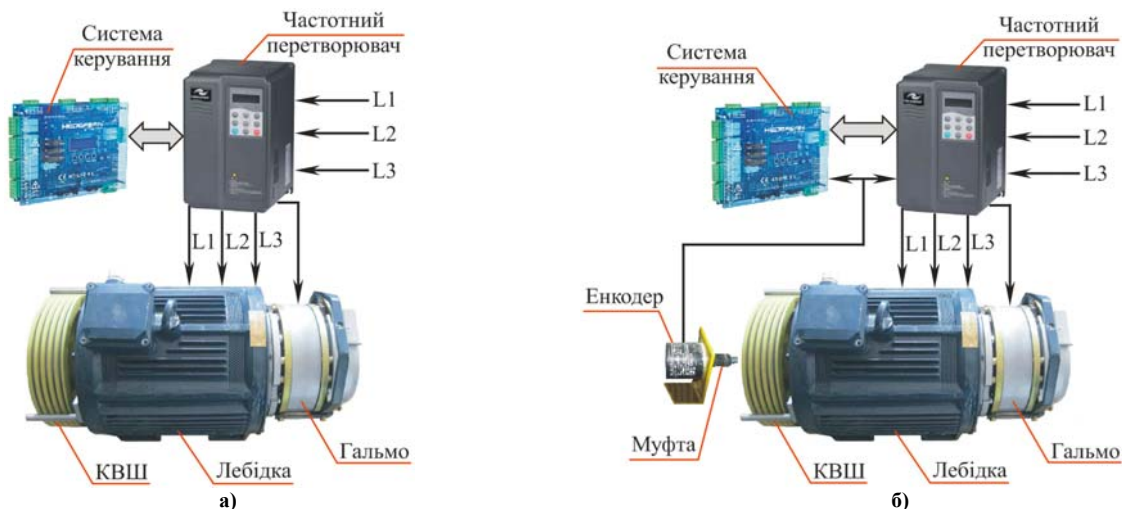 Частотний
перетворювач
Система
керування
L1
L2
L3
L1
L2
L3
КВШ
Лебідка
Гальмо
а)
Частотний
перетворювач
Система
керування
L1
L2
L3
L1
L2
L3
Енкодер
Муфта
КВШ
Лебідка
Гальмо
б)